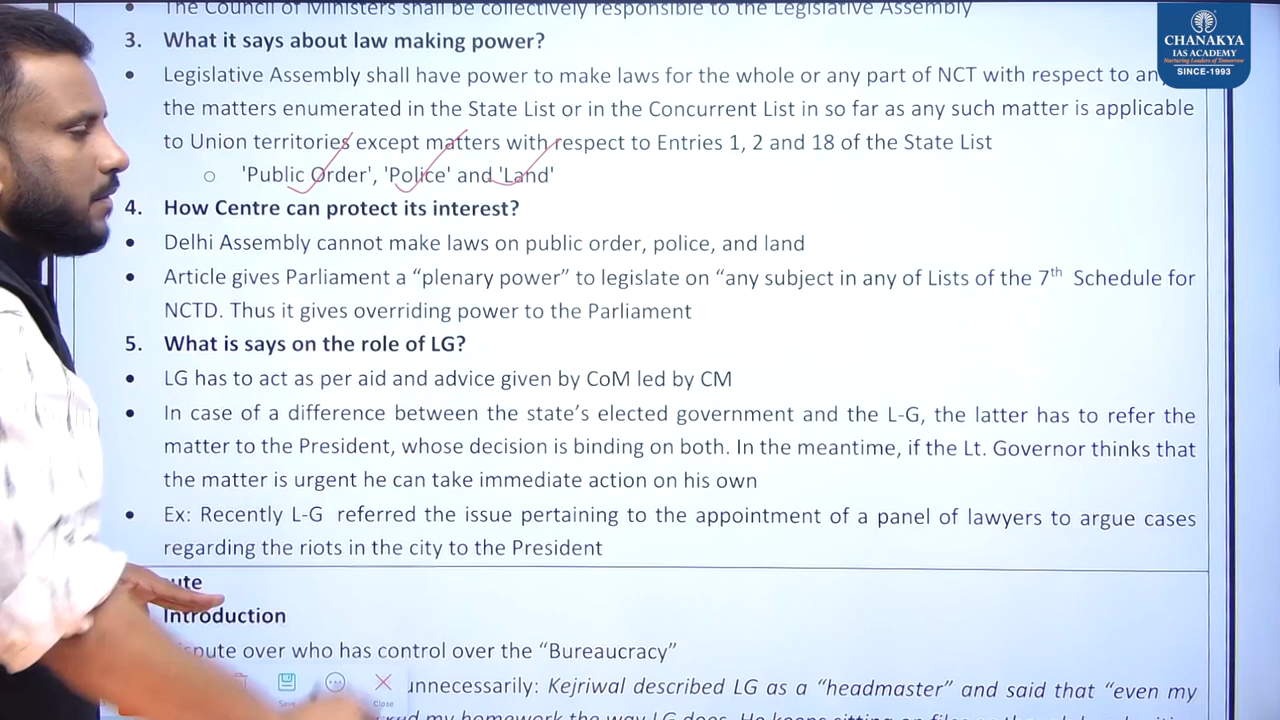 The Council of Ministers shall be collectively responsible to the Legislative Assembly
3. What it says about law making power?
Legislative Assembly shall have power to make laws for the whole or any part of NCT with respect to
the matters enumerated in the State List or in the Concurrent List in so far as any such matter is applicable
to Union territories except matters with respect to Entries 1, 2 and 18 of the State List
'Public Order', 'Police' and 'Land'
4. How Centre can protect its interest?
Delhi Assembly cannot make laws on public order, police, and land
Article gives Parliament a “plenary power” to legislate on “any subject in any of Lists of the 7th Schedule for
NCTD. Thus it gives overriding power to the Parliament
5. What is says on the role of LG?
LG has to act as per aid and advice given by CoM led by CM
In case of a difference between the state’s elected government and the L-G, the latter has to refer the
matter to the President, whose decision is binding on both. In the meantime, if the Lt. Governor thinks that
the matter is urgent he can take immediate action on his own
Ex: Recently L-G referred the issue pertaining to the appointment of a panel of lawyers to argue cases
regarding the riots in the city to the President
Introduction
over who has control over the “Bureaucracy”
unnecessarily: Kejriwal described LG as a “headmaster” and said that “even my
my homework the way LG does. He keeps sitting on files
Save
Close
CHANAKYA
IAS ACADEMY
Nurturing Leaders of Tomorrow
SINCE-1993